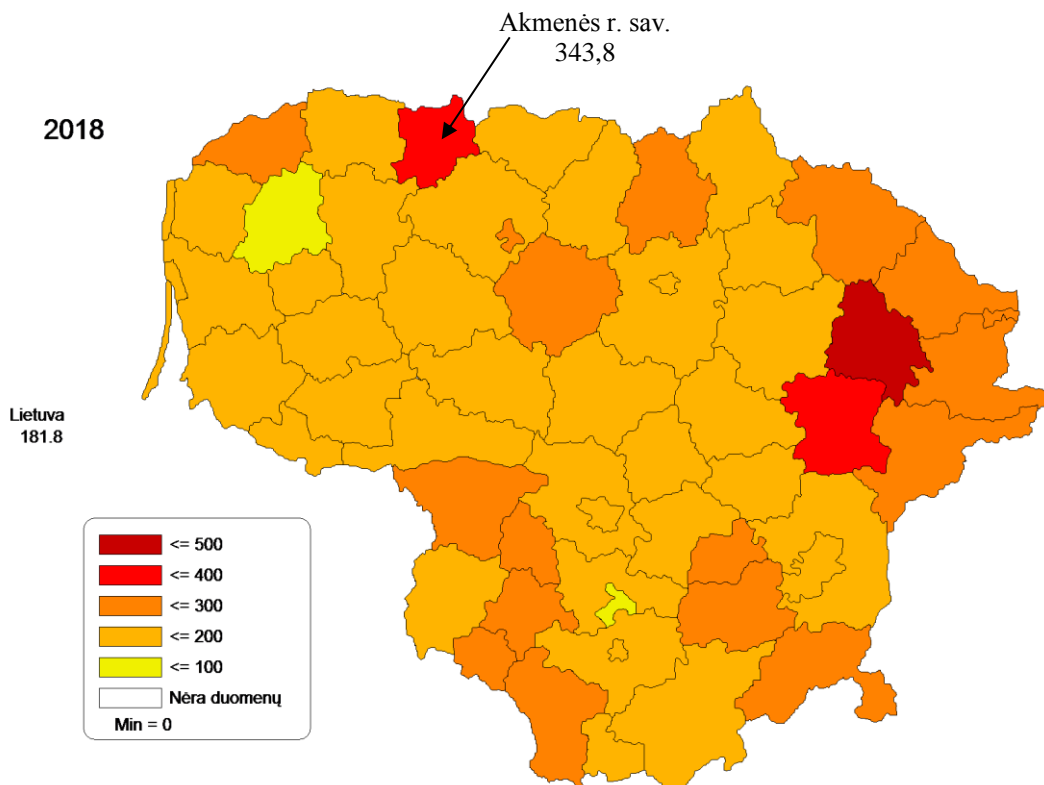 Akmenės r. sav.
343,8
2018
Lietuva
181.8
<= 500
<= 400
<= 300
<= 200
<= 100
Nėra duomenų
Min = 0